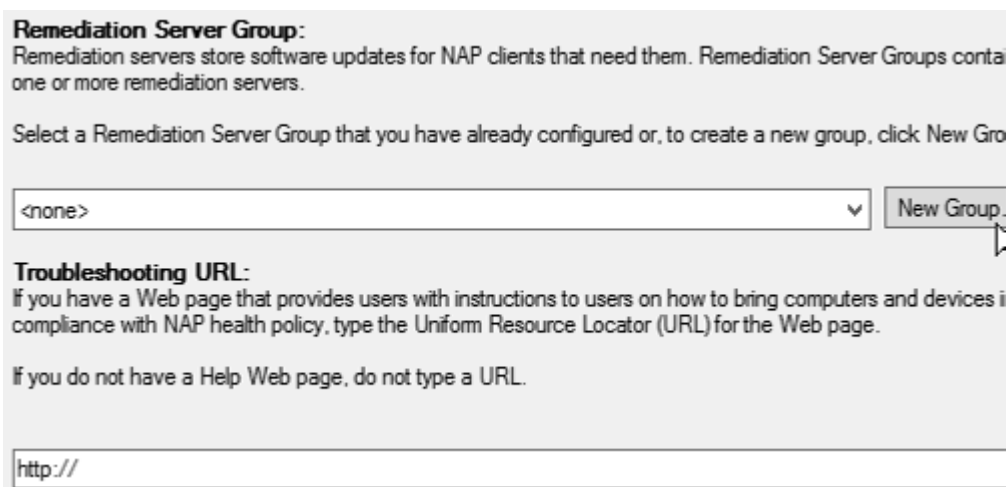 Remediation Server Group:
Remediation servers store software updates for NAP clients that need them. Remediation Server Groups contai
one or more remediation servers.
Select a Remediation Server Group that you have already configured or, to create a new group, click New Gro
<none>
New Group.
Troubleshooting URL:
If you have a Web page that provides users with instructions to users on how to bring computers and devices i
compliance with NAP health policy, type the Uniform Resource Locator (URL) for the Web page.
If you do not have a Help Web page, do not type a URL.
http://